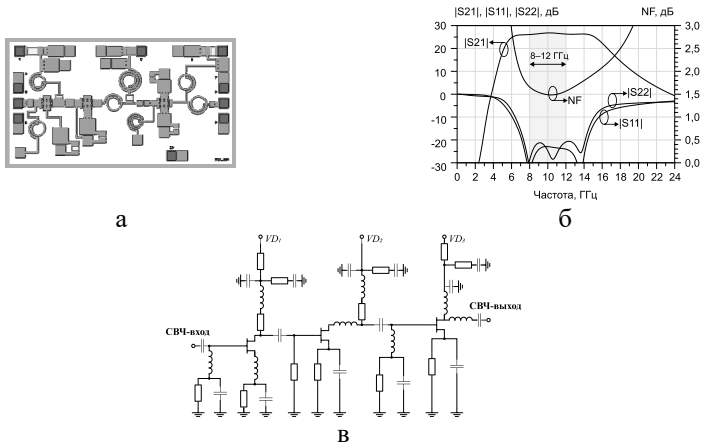 |S21|, |S11|, |S22|, дБ
NF, дБ
30
20
10
0
-10
-20
-30
3,0
2,5
2,0
1,5
1,0
0,5
0,0
|S21|
8–12 ГГц
NF
|S22|
|S11|
0 2 4 6 8 10 12 14 16 18 20 22 24
Частота, ГГц
а
б
VD₁
VD₂
VD₃
СВЧ-вход
СВЧ-выход
в